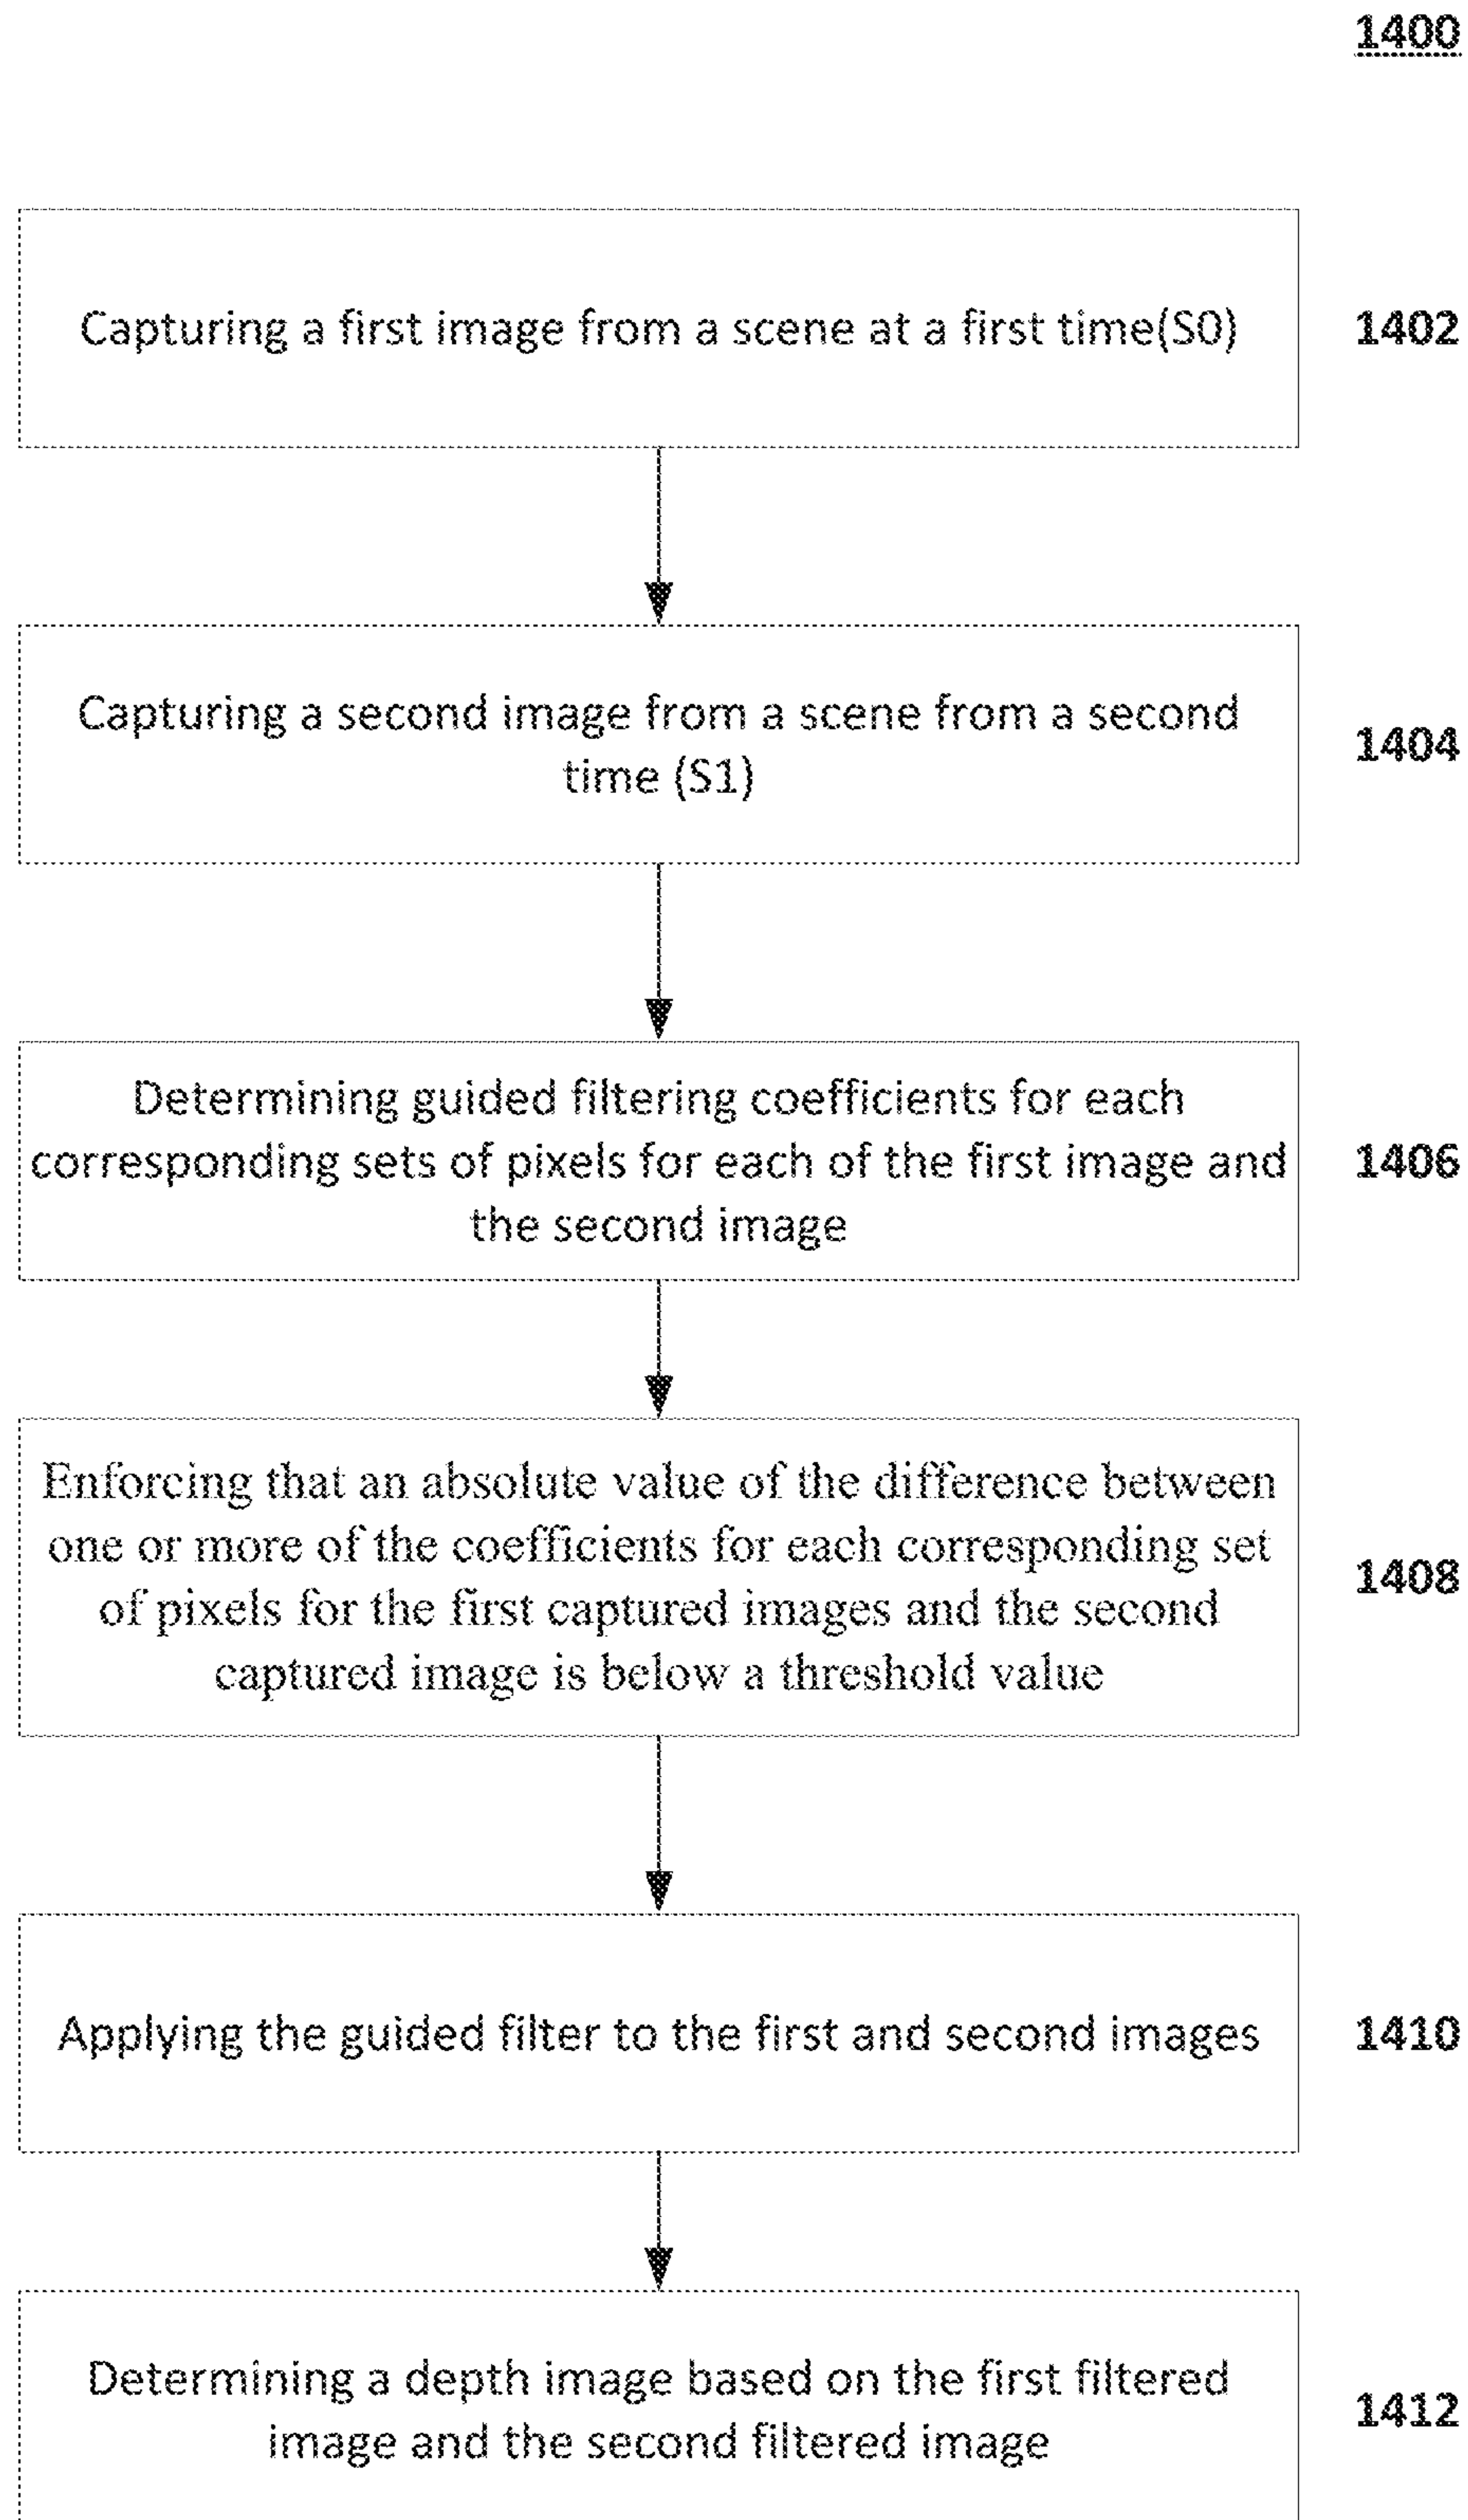 1400
Capturing a first image from a scene at a first time(S0)
1402
Capturing a second image from a scene from a second
time (S1)
1404
Determining guided filtering coefficients for each
corresponding sets of pixels for each of the first image and
the second image
1406
Enforcing that an absolute value of the difference between
one or more of the coefficients for each corresponding set
of pixels for the first captured images and the second
captured image is below a threshold value
1408
Applying the guided filter to the first and second images
1410
Determining a depth image based on the first filtered
image and the second filtered image
1412